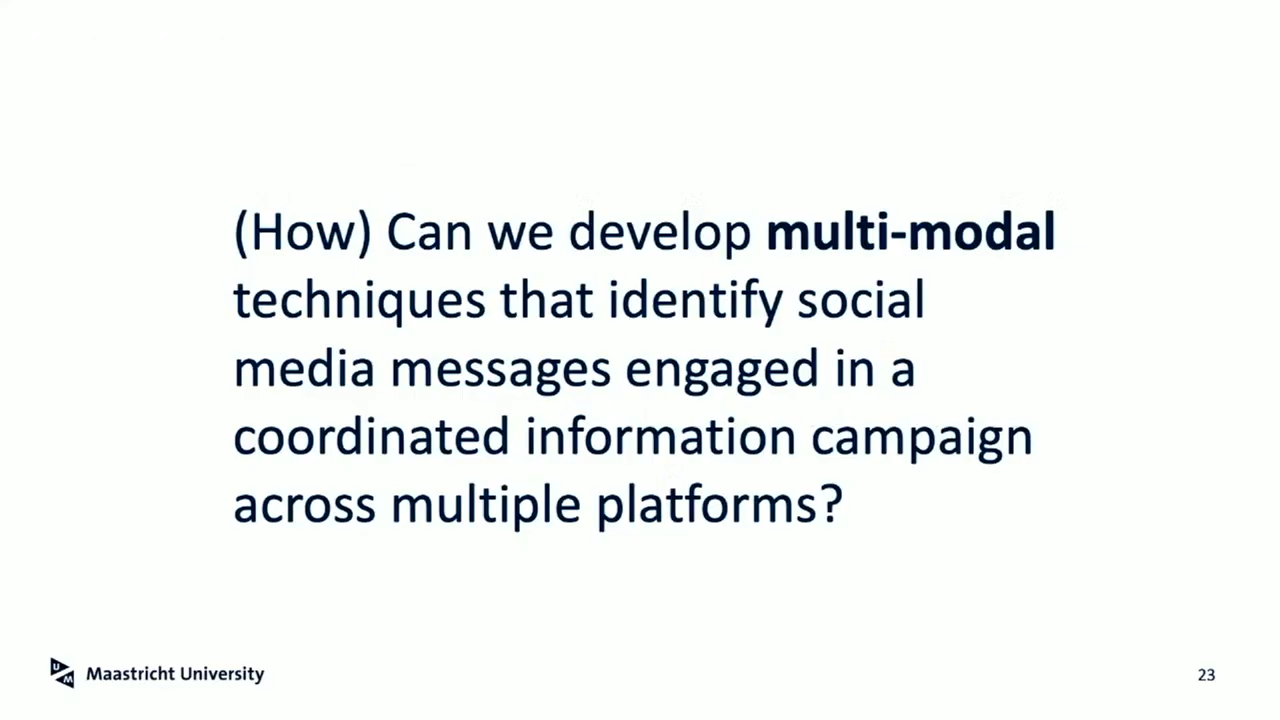 (How) Can we develop multi-modal
techniques that identify social
media messages engaged in a
coordinated information campaign
across multiple platforms?
UM Maastricht University
23